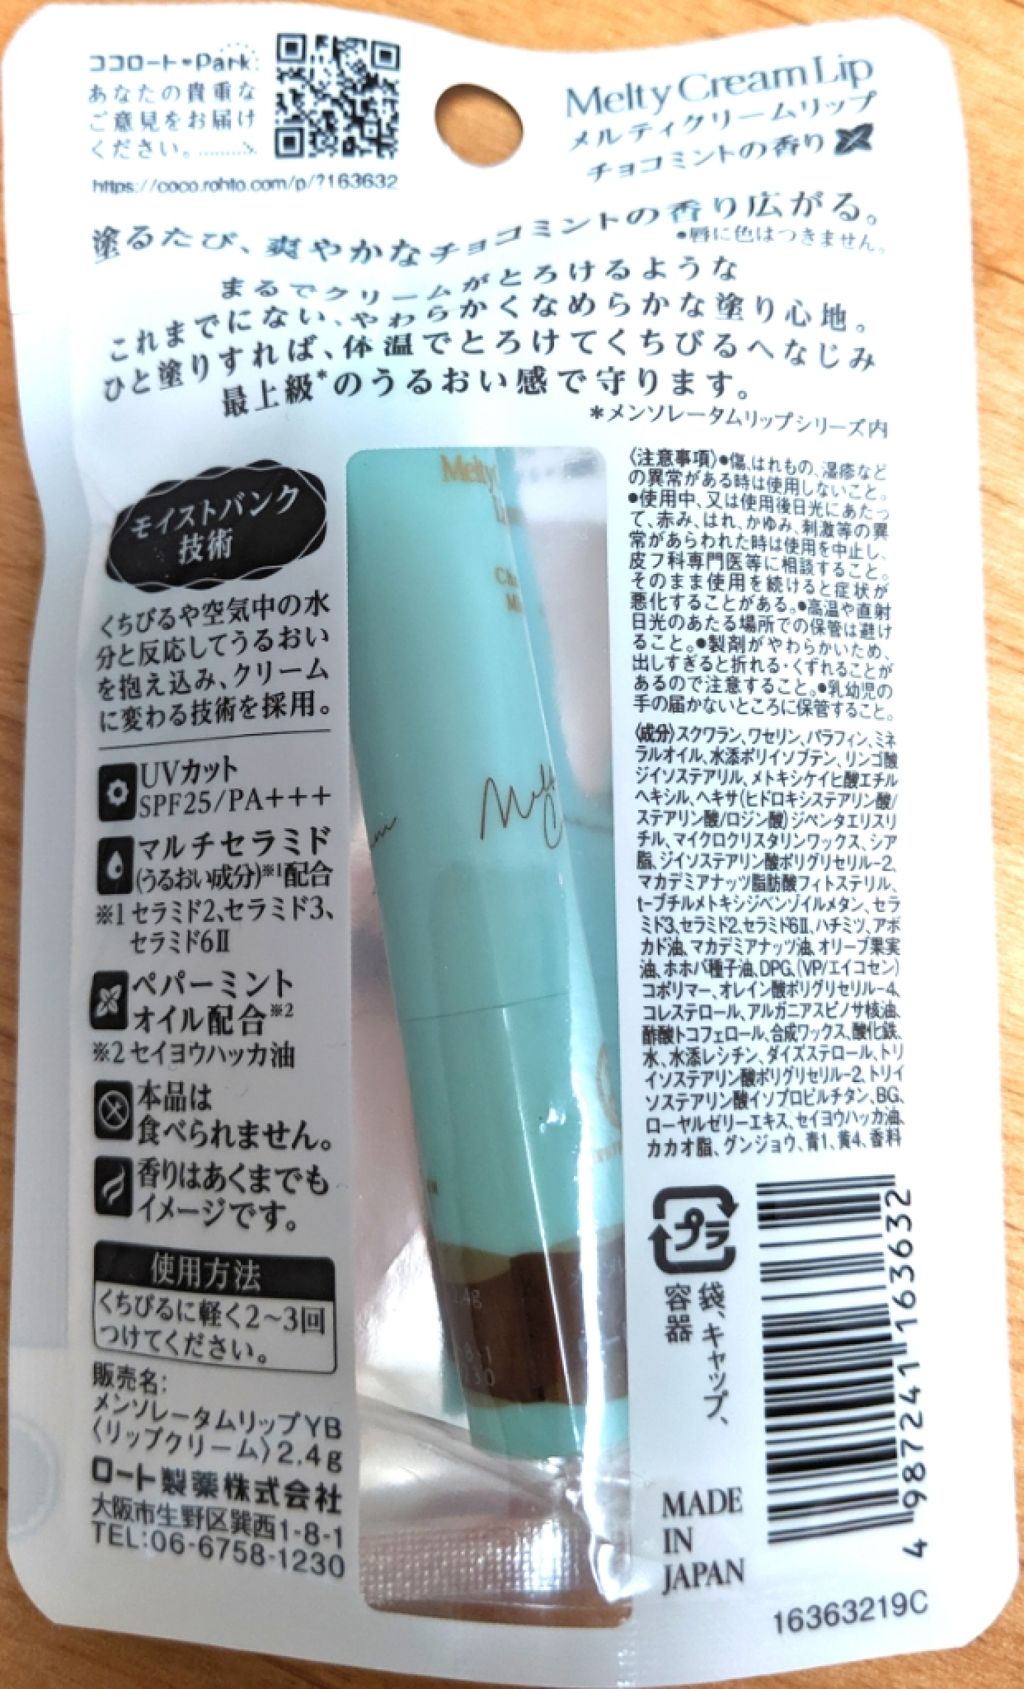 ココロートPark:
あなたの貴重な
ご意見をお届け
ください。
https://coco.rohto.com/p/?163632
Melty Cream Lip
メルティクリームリップ
チョコミントの香り
塗るたび、爽やかなチョコミントの香り広がる。
●唇に色はつきません。
まるでクリームがとろけるような
これまでにない、やわらかくなめらかな塗り心地。
ひと塗りすれば、体温でとろけてくちびるへなじみ
最上級*のうるおい感で守ります。
*メンソレータムリップシリーズ内
モイストバンク
技術
くちびるや空気中の水
分と反応してうるおい
を抱え込み、クリーム
に変わる技術を採用。
UVカット
SPF25/PA+++
マルチセラミド
(うるおい成分)※1配合
※1 セラミド2、セラミド3、
セラミド6Ⅱ
ペパーミント
オイル配合※2
※2 セイヨウハッカ油
本品は
食べられません。
香りはあくまでも
イメージです。
使用方法
くちびるに軽く2～3回
つけてください。
販売名:
メンソレータムリップYB
〈リップクリーム〉2.4g
ロート製薬株式会社
大阪市生野区巽西1-8-1
TEL:06-6758-1230
Melty
2.4g
〈注意事項〉●傷、はれもの、湿疹など
の異常がある時は使用しないこと。
●使用中、又は使用後日光にあたっ
て、赤み、はれ、かゆみ、刺激等の異
常があらわれた時は使用を中止し、
皮フ科専門医等に相談すること。
そのまま使用を続けると症状が
悪化することがある。●高温や直射
日光のあたる場所での保管は避け
ること。●製剤がやわらかいため、
出しすぎると折れる・くずれることが
あるので注意すること。●乳幼児の
手の届かないところに保管すること。
〈成分〉スクワラン、ワセリン、パラフィン、ミネ
ラルオイル、水添ポリイソブテン、リンゴ酸
ジイソステアリル、メトキシケイヒ酸エチル
ヘキシル、ヘキサ(ヒドロキシステアリン酸/
ステアリン酸/ロジン酸)ジペンタエリスリ
チル、マイクロクリスタリンワックス、シア
脂、ジイソステアリン酸ポリグリセリル-2、
マカデミアナッツ脂肪酸フィトステリル、
t-ブチルメトキシジベンゾイルメタン、セラ
ミド3、セラミド2、セラミド6Ⅱ、ハチミツ、アボ
カド油、マカデミアナッツ油、オリーブ果実
油、ホホバ種子油、DPG、(VP/エイコセン)
コポリマー、オレイン酸ポリグリセリル-4、
コレステロール、アルガニアスピノサ核油、
酢酸トコフェロール、合成ワックス、酸化鉄、
水、水添レシチン、ダイズステロール、トリ
イソステアリン酸ポリグリセリル-2、トリイ
ソステアリン酸イソプロピルチタン、BG、
ローヤルゼリーエキス、セイヨウハッカ油、
カカオ脂、グンジョウ、青1、黄4、香料
プラ
袋、キャップ、
容器
MADE
IN
JAPAN
4 987241 163632
16363219C